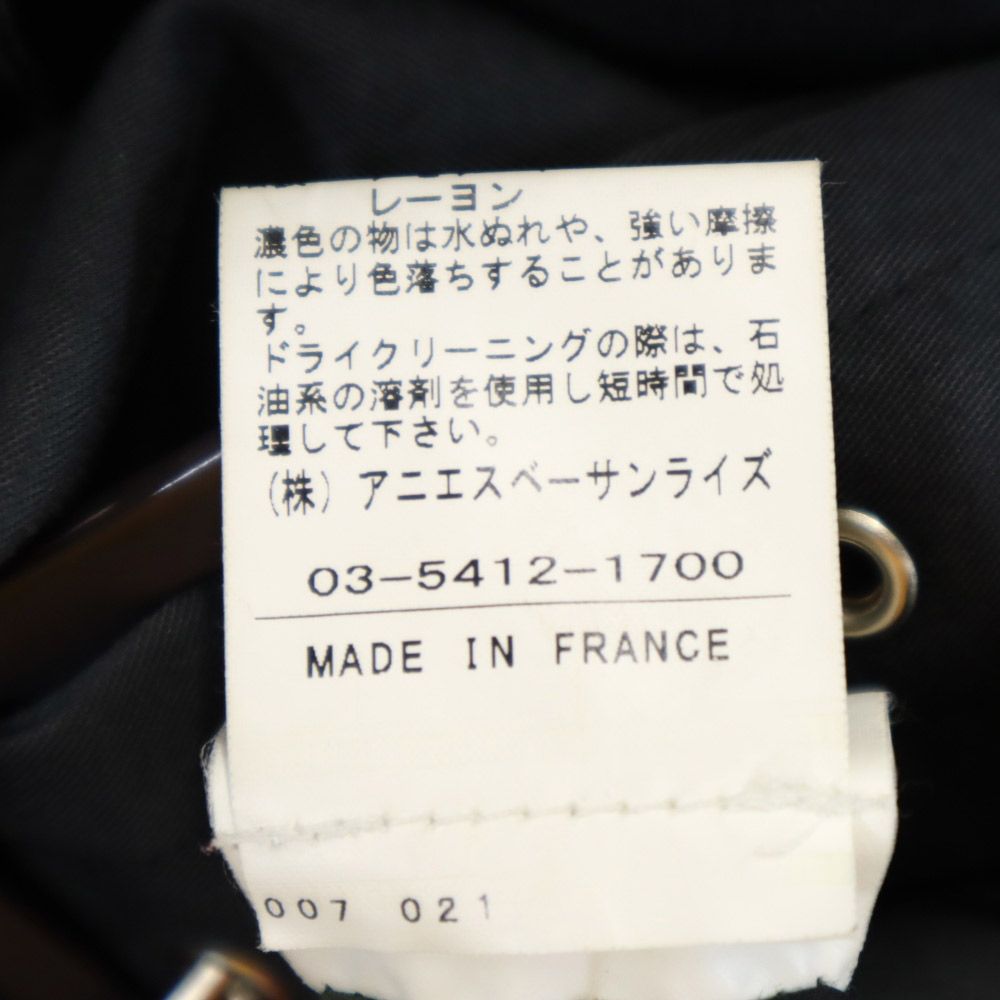 レーヨン
濃色の物は水ぬれや、強い摩擦
により色落ちすることがありま
す。
ドライクリーニングの際は、石
油系の溶剤を使用し短時間で処
理して下さい。
(株) アニエスベーサンライズ
03-5412-1700
MADE IN FRANCE
007 021